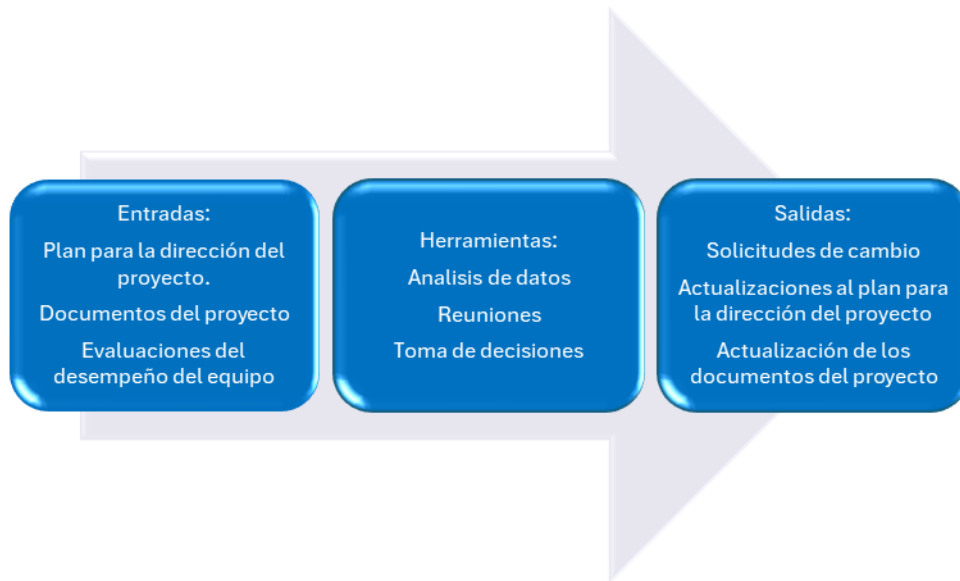 Entradas:
Plan para la dirección del
proyecto.
Documentos del proyecto
Evaluaciones del
desempeño del equipo
Herramientas:
Analisis de datos
Reuniones
Toma de decisiones
Salidas:
Solicitudes de cambio
Actualizaciones al plan para
la dirección del proyecto
Actualización de los
documentos del proyecto